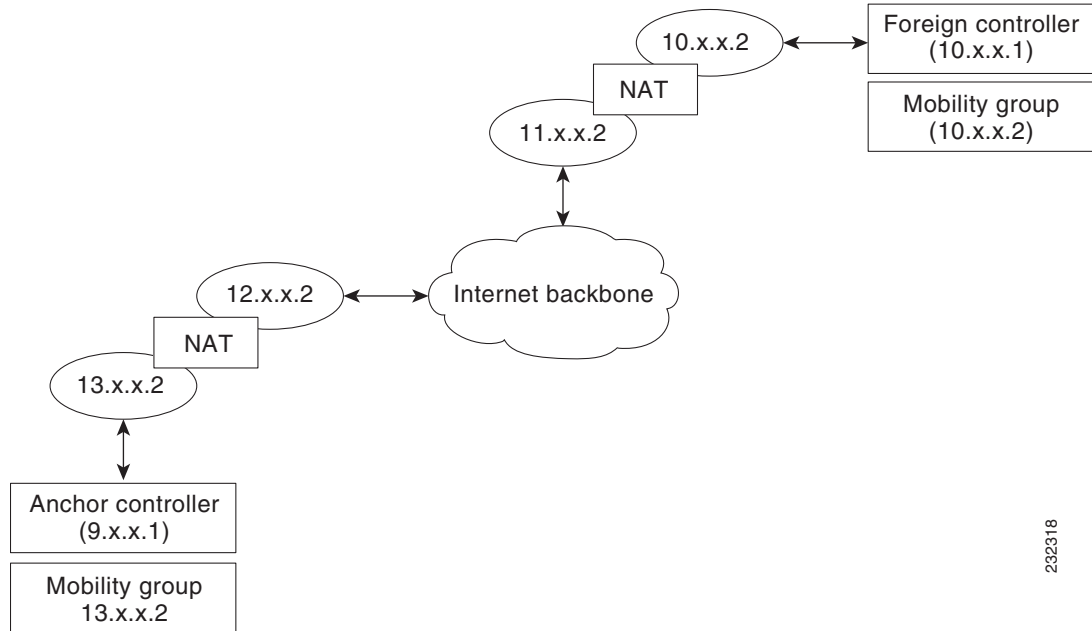 10.x.x.2
Foreign controller
(10.x.x.1)
NAT
Mobility group
(10.x.x.2)
11.x.x.2
Internet backbone
12.x.x.2
NAT
13.x.x.2
Anchor controller
(9.x.x.1)
Mobility group
13.x.x.2
232318